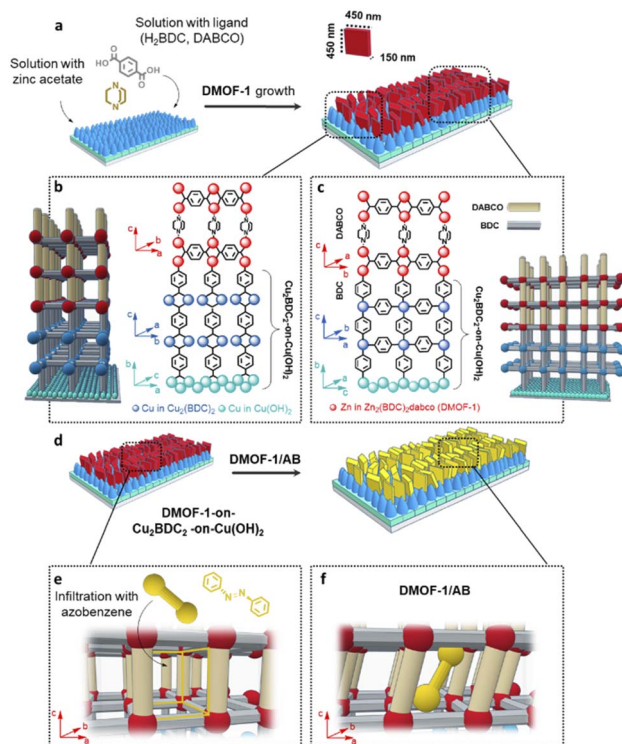 a
Solution with ligand
(H2BDC, DABCO)
Solution with
zinc acetate
HO
O
O
OH
N
N
DMOF-1 growth
450 nm
450 nm
150 nm
b
c
b
a
a
b
c
b
c
a
Cu2BDC2-on-Cu(OH)2
Cu in Cu2(BDC)2
Cu in Cu(OH)2
c
DABCO
BDC
c
b
a
c
b
a
b
a
c
Cu2BDC2-on-Cu(OH)2
Zn in Zn2(BDC)2dabco (DMOF-1)
DABCO
BDC
d
DMOF-1/AB
DMOF-1-on-
Cu2BDC2 -on-Cu(OH)2
e
Infiltration with
azobenzene
N=N
c
b
a
f
DMOF-1/AB
c
b
a